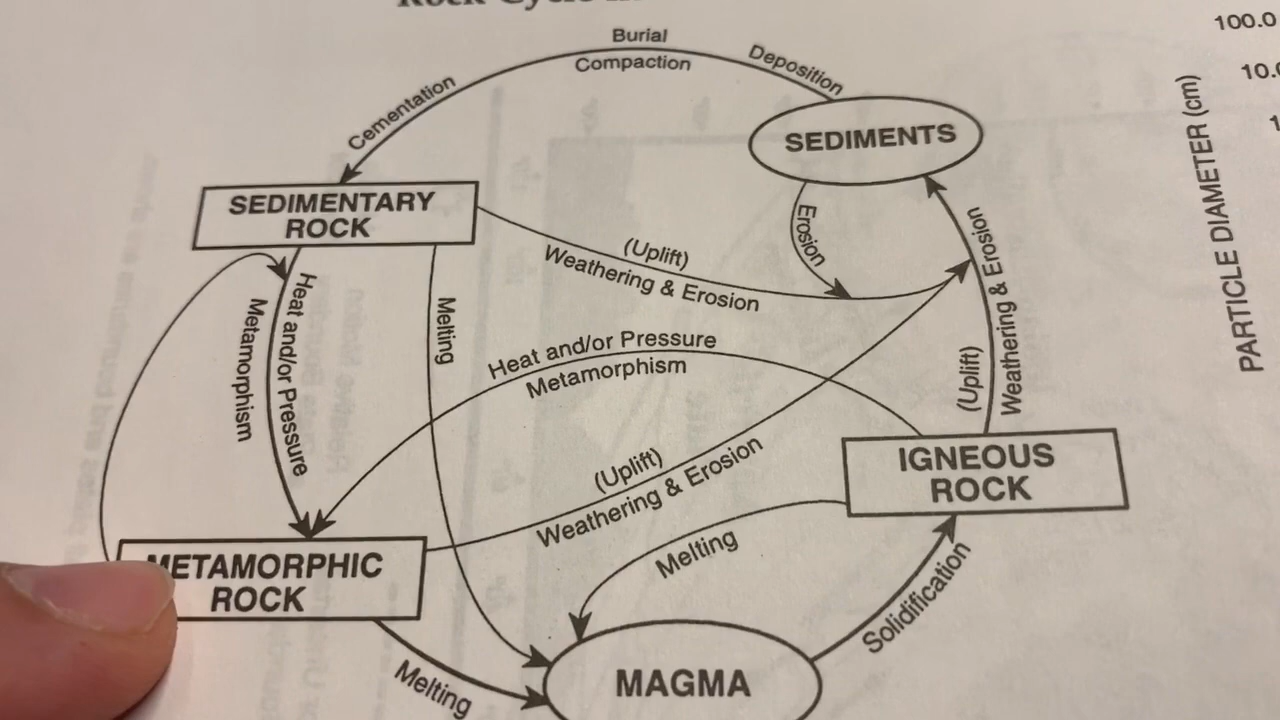 Rock Cycle
Burial
Compaction
Deposition
Cementation
100.0
PARTICLE DIAMETER (cm)
SEDIMENTS
SEDIMENTARY
ROCK
Erosion
(Uplift)
Weathering & Erosion
(Uplift)
Weathering & Erosion
Heat and/or Pressure
Metamorphism
Melting
Heat and/or Pressure
Metamorphism
(Uplift)
Weathering & Erosion
IGNEOUS
ROCK
Melting
METAMORPHIC
ROCK
Melting
Solidification
MAGMA